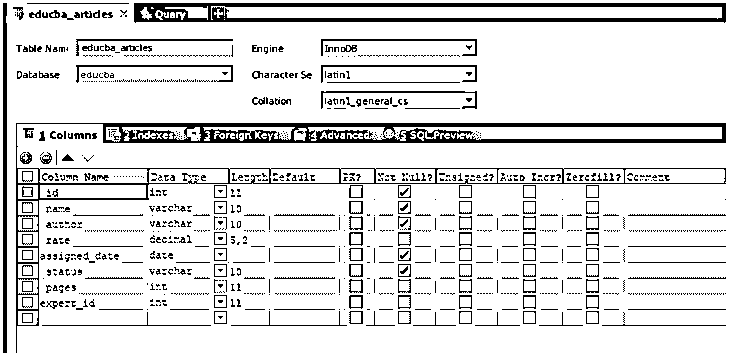 educba_articles × Query
Table Nam educba_articles Engine InnoDB
Database educba Character Se latin1
Collation latin1_general_cs
1 Columns 2 Indexes 3 Foreign Keys 4 Advanced 5 SQL Preview
Column Name Data Type Length Default PK? Not Null? Unsigned? Auto Incr? Zerofill? Comment
id int 11
name varchar 10
author varchar 10
rate decimal 5,2
assigned_date date
status varchar 10
pages int 11
expert_id int 11